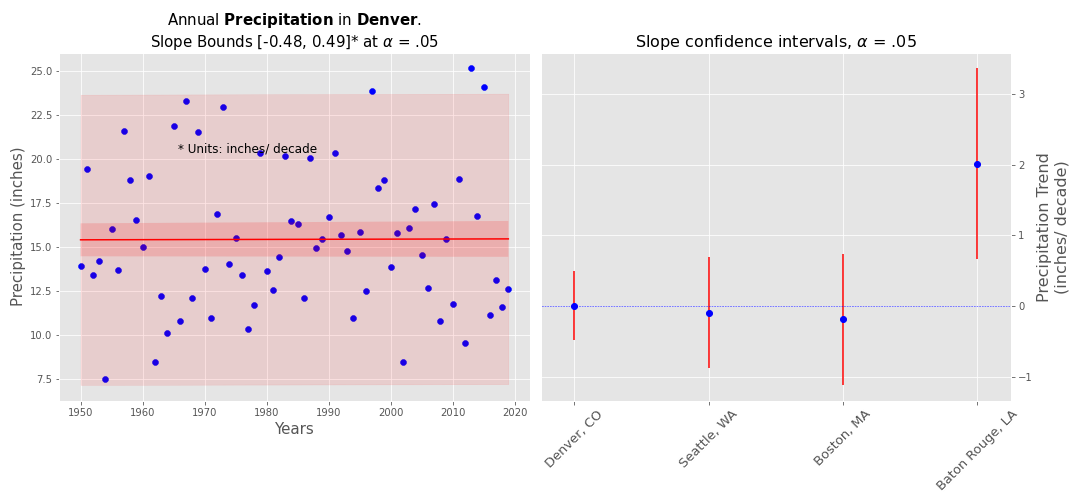 Annual Precipitation in Denver.
Slope Bounds [-0.48, 0.49]* at α = .05
25.0
22.5
20.0
17.5
15.0
12.5
10.0
7.5
Precipitation (inches)
* Units: inches/ decade
1950 1960 1970 1980 1990 2000 2010 2020
Years
Slope confidence intervals, α = .05
3
2
1
0
−1
Precipitation Trend
(inches/ decade)
Denver, CO
Seattle, WA
Boston, MA
Baton Rouge, LA